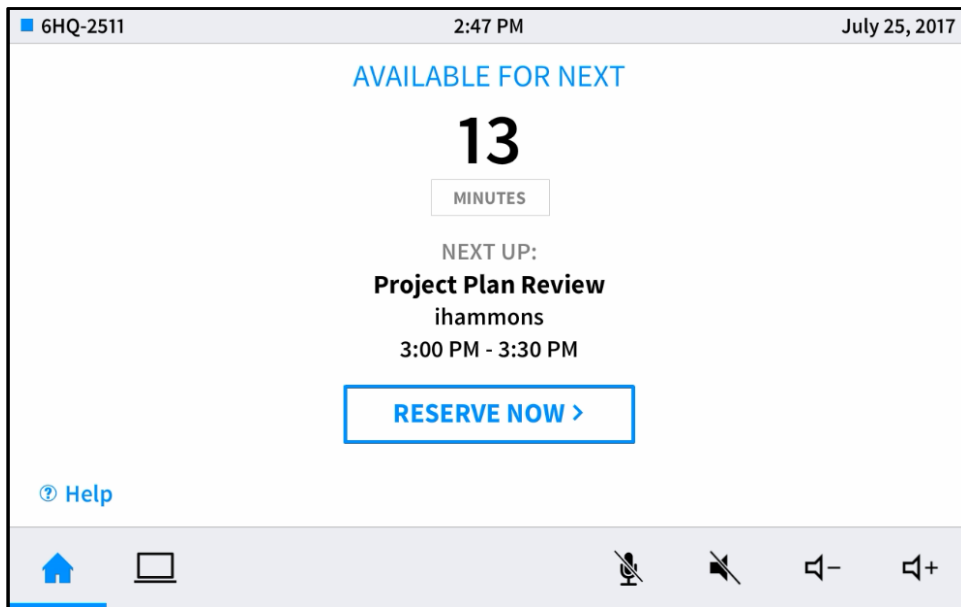 6HQ-2511 2:47 PM July 25, 2017
AVAILABLE FOR NEXT
13
MINUTES
NEXT UP:
Project Plan Review
ihammons
3:00 PM - 3:30 PM
RESERVE NOW >
? Help